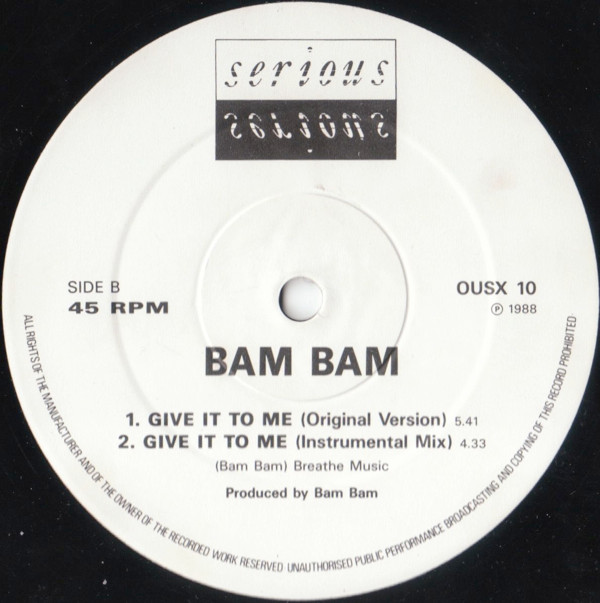 serious
serious
SIDE B
45 RPM
OUSX 10
℗ 1988
BAM BAM
1. GIVE IT TO ME (Original Version) 5.41
2. GIVE IT TO ME (Instrumental Mix) 4.33
(Bam Bam) Breathe Music
Produced by Bam Bam
ALL RIGHTS OF THE MANUFACTURER AND OF THE OWNER OF THE RECORDED WORK RESERVED UNAUTHORISED PUBLIC PERFORMANCE BROADCASTING AND COPYING OF THIS RECORD PROHIBITED